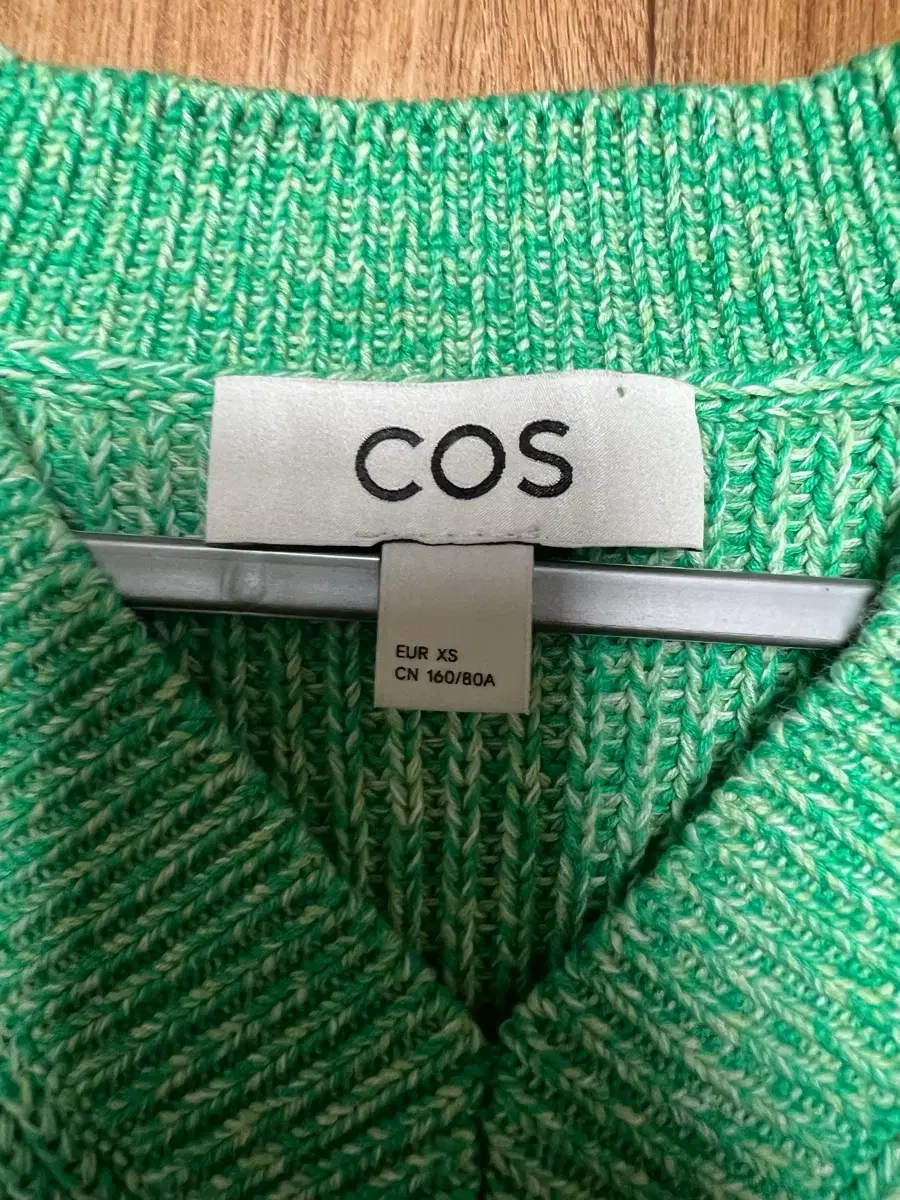 COS
EUR XS
CN 160/80A